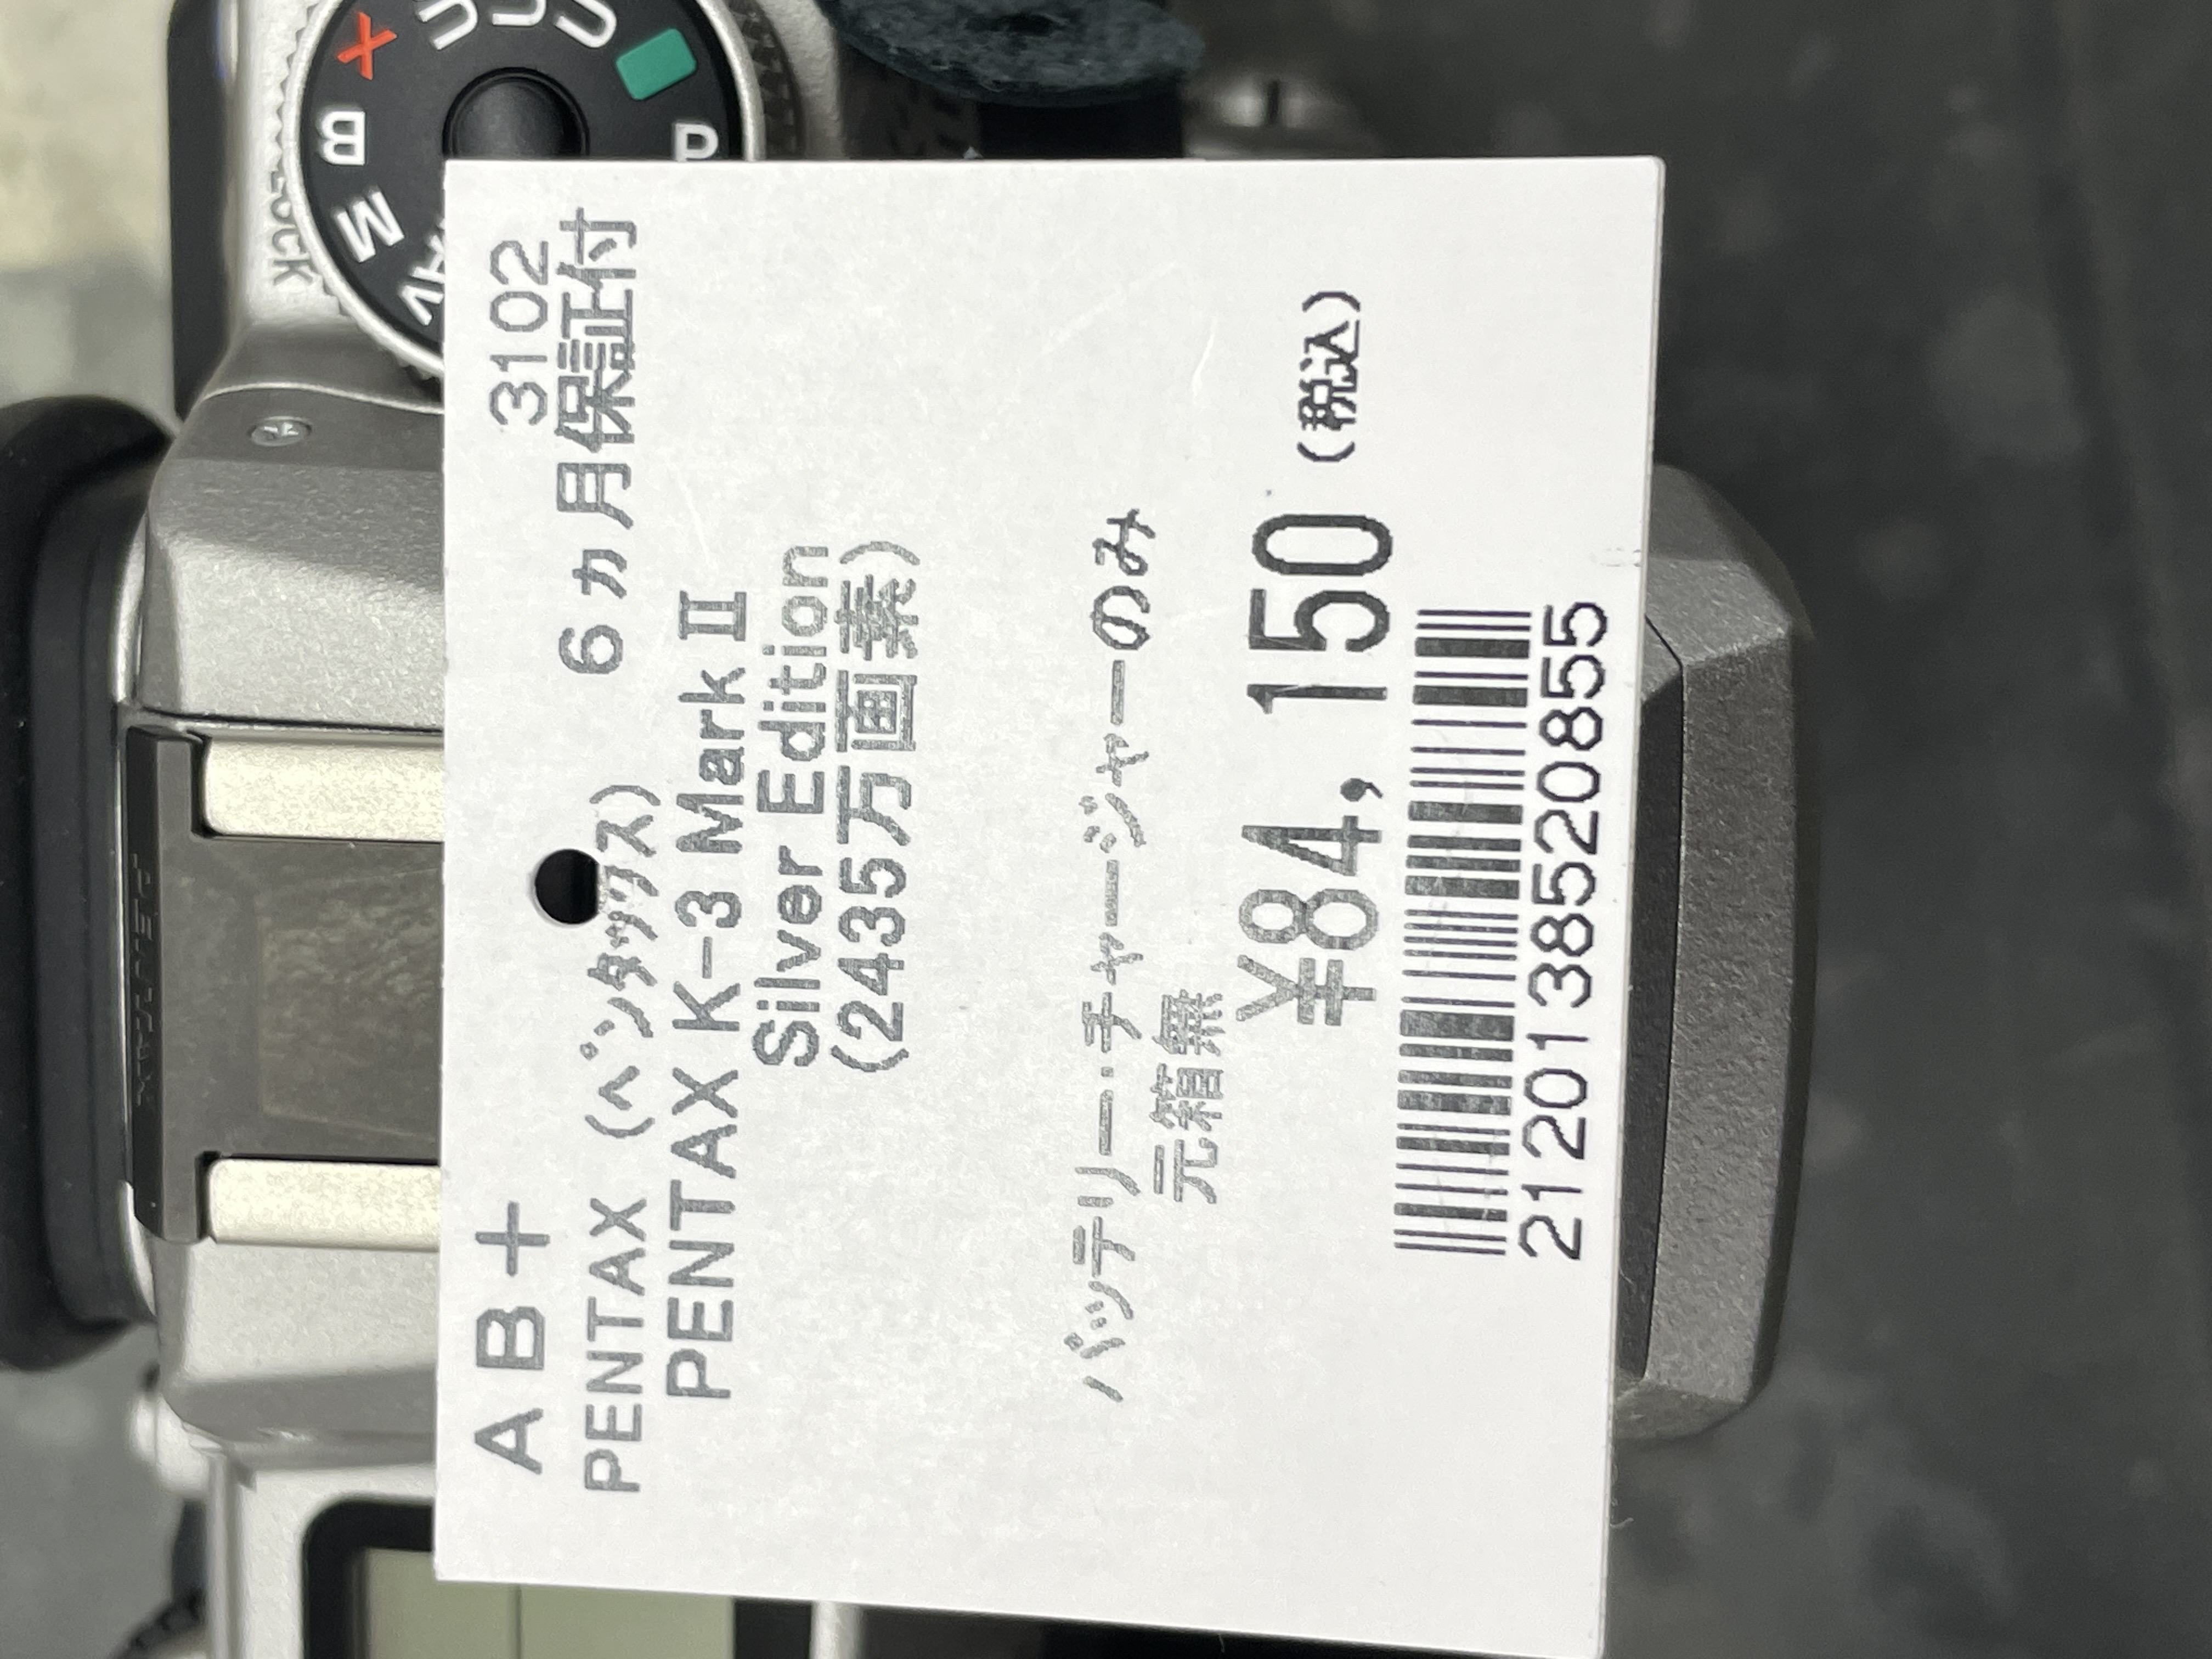 3102
AB+
6ヵ月保証付
PENTAX (ペンタックス)
PENTAX K-3 Mark Ⅱ
Silver Edition
(2435万画素)
バッテリー・チャージャーのみ
元箱無
¥84,150 (税込)
2120138520855
X
B
M
U
U
U
P
LOCK
PENTAX